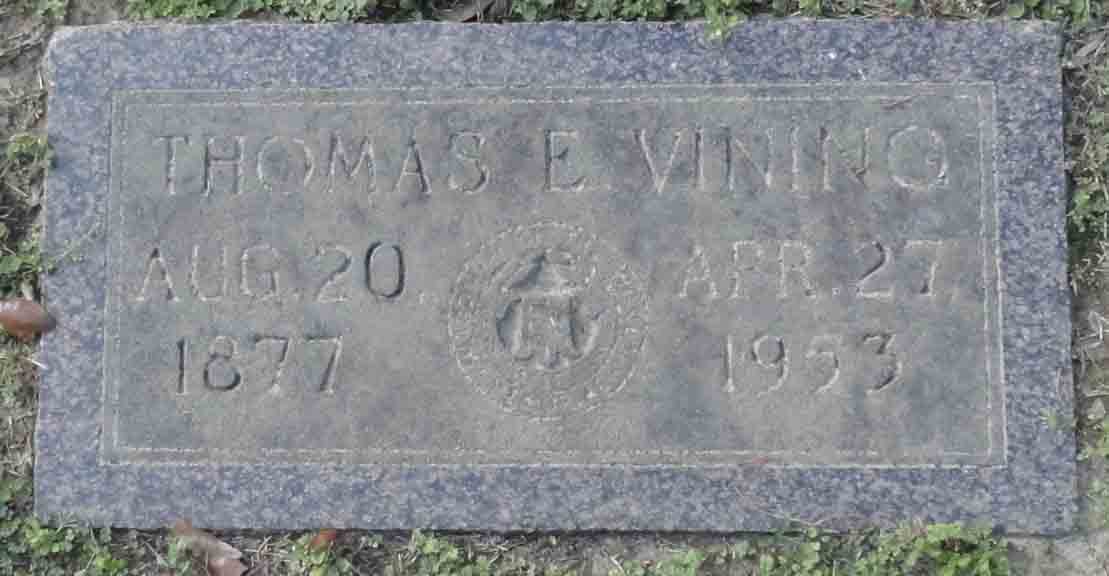 THOMAS E. VINING
AUG. 20, APR. 27,
1877 1953